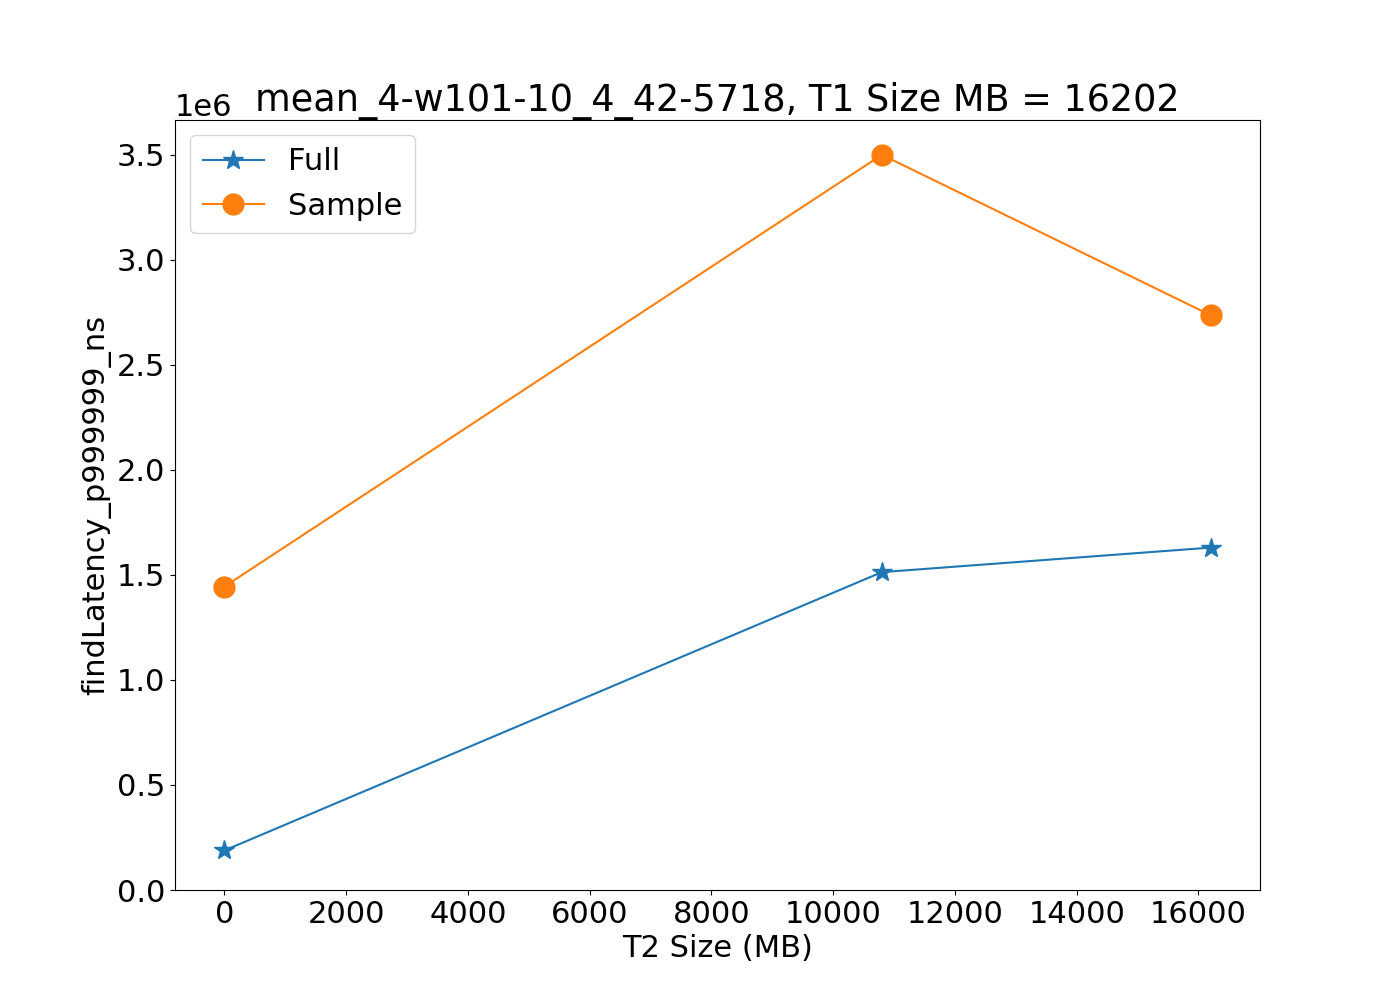 1e6
mean_4-w101-10_4_42-5718, T1 Size MB = 16202
Full
Sample
3.5
3.0
2.5
2.0
1.5
1.0
0.5
0.0
findLatency_p999999_ns
0 2000 4000 6000 8000 10000 12000 14000 16000
T2 Size (MB)